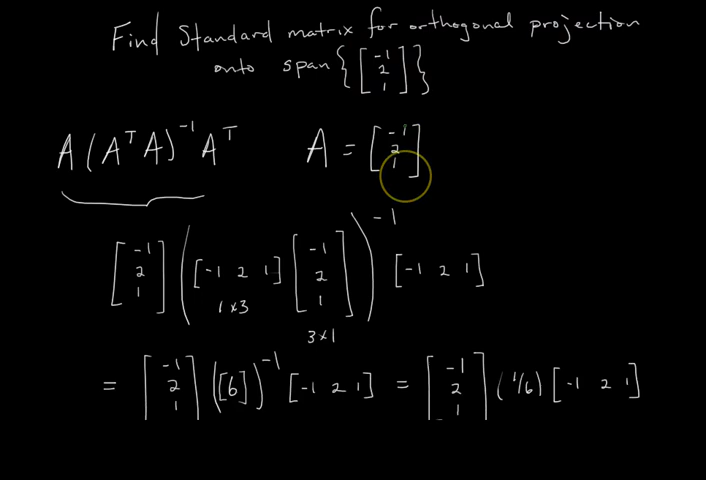 Find Standard matrix for orthogonal projection
onto span { [ -1 2 1 ] }
A (Aᵀ A)⁻¹ Aᵀ A = [ -1 2 1 ]
[ -1 2 1 ] ( [ -1 2 1 ] [ -1 2 1 ] )⁻¹ [ -1 2 1 ]
1 × 3
3 × 1
= [ -1 2 1 ] ([6])⁻¹ [ -1 2 1 ] = [ -1 2 1 ] (1/6) [ -1 2 1 ]